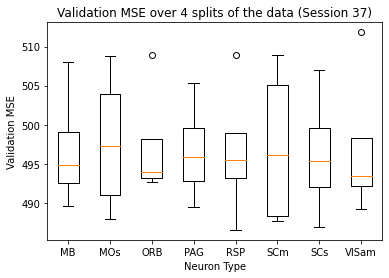 Validation MSE over 4 splits of the data (Session 37)
Validation MSE
510
505
500
495
490
MB MOs ORB PAG RSP SCm SCs VISam
Neuron Type